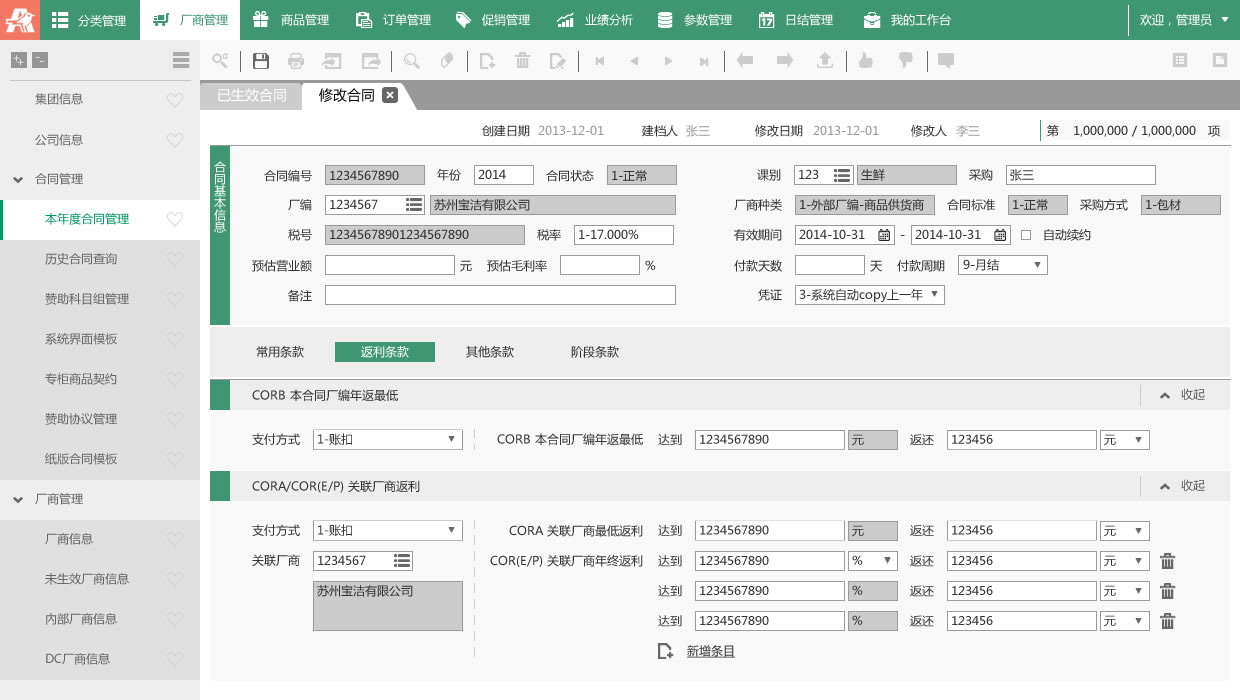 分类管理 厂商管理 商品管理 订单管理 促销管理 业绩分析 参数管理 日结管理 我的工作台 欢迎，管理员
已生效合同 修改合同
集团信息
公司信息
合同管理
本年度合同管理
历史合同查询
赞助科目组管理
系统界面模板
专柜商品契约
赞助协议管理
纸版合同模板
厂商管理
厂商信息
未生效厂商信息
内部厂商信息
DC厂商信息
创建日期 2013-12-01 建档人 张三 修改日期 2013-12-01 修改人 李三 第 1,000,000 / 1,000,000 项
合同基本信息
合同编号 1234567890 年份 2014 合同状态 1-正常 课别 123 生鲜 采购 张三
厂编 1234567 苏州宝洁有限公司 厂商种类 1-外部厂编-商品供货商 合同标准 1-正常 采购方式 1-包材
税号 12345678901234567890 税率 1-17.000% 有效期间 2014-10-31 - 2014-10-31 自动续约
预估营业额 元 预估毛利率 % 付款天数 天 付款周期 9-月结
备注 凭证 3-系统自动copy上一年
常用条款 返利条款 其他条款 阶段条款
CORB 本合同厂编年返最低 收起
支付方式 1-账扣 CORB 本合同厂编年返最低 达到 1234567890 元 返还 123456 元
CORA/COR(E/P) 关联厂商返利 收起
支付方式 1-账扣 CORA 关联厂商最低返利 达到 1234567890 元 返还 123456 元
关联厂商 1234567 COR(E/P) 关联厂商年终返利 达到 1234567890 % 返还 123456 元
苏州宝洁有限公司 达到 1234567890 % 返还 123456 元
达到 1234567890 % 返还 123456 元
新增条目